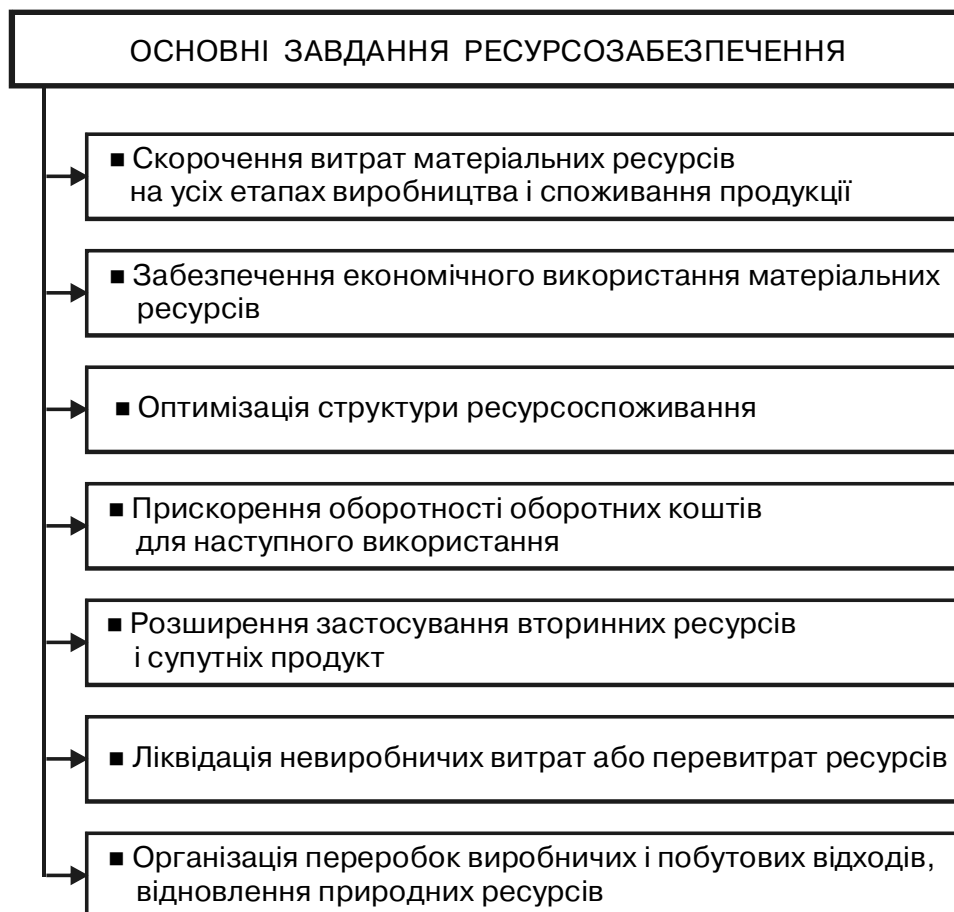 ОСНОВНІ ЗАВДАННЯ РЕСУРСОЗАБЕЗПЕЧЕННЯ
▪ Скорочення витрат матеріальних ресурсів
на усіх етапах виробництва і споживання продукції
▪ Забезпечення економічного використання матеріальних
ресурсів
▪ Оптимізація структури ресурсоспоживання
▪ Прискорення оборотності оборотних коштів
для наступного використання
▪ Розширення застосування вторинних ресурсів
і супутніх продукт
▪ Ліквідація невиробничих витрат або перевитрат ресурсів
▪ Організація переробок виробничих і побутових відходів,
відновлення природних ресурсів